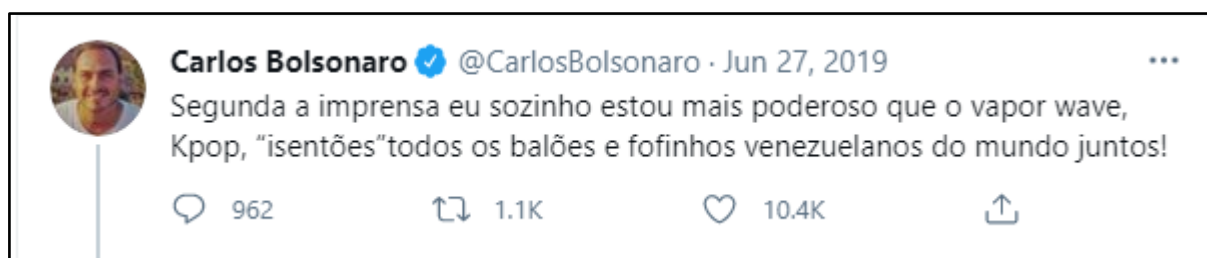 Carlos Bolsonaro @CarlosBolsonaro · Jun 27, 2019
Segunda a imprensa eu sozinho estou mais poderoso que o vapor wave,
Kpop, “isentões”todos os balões e fofinhos venezuelanos do mundo juntos!
962 1.1K 10.4K